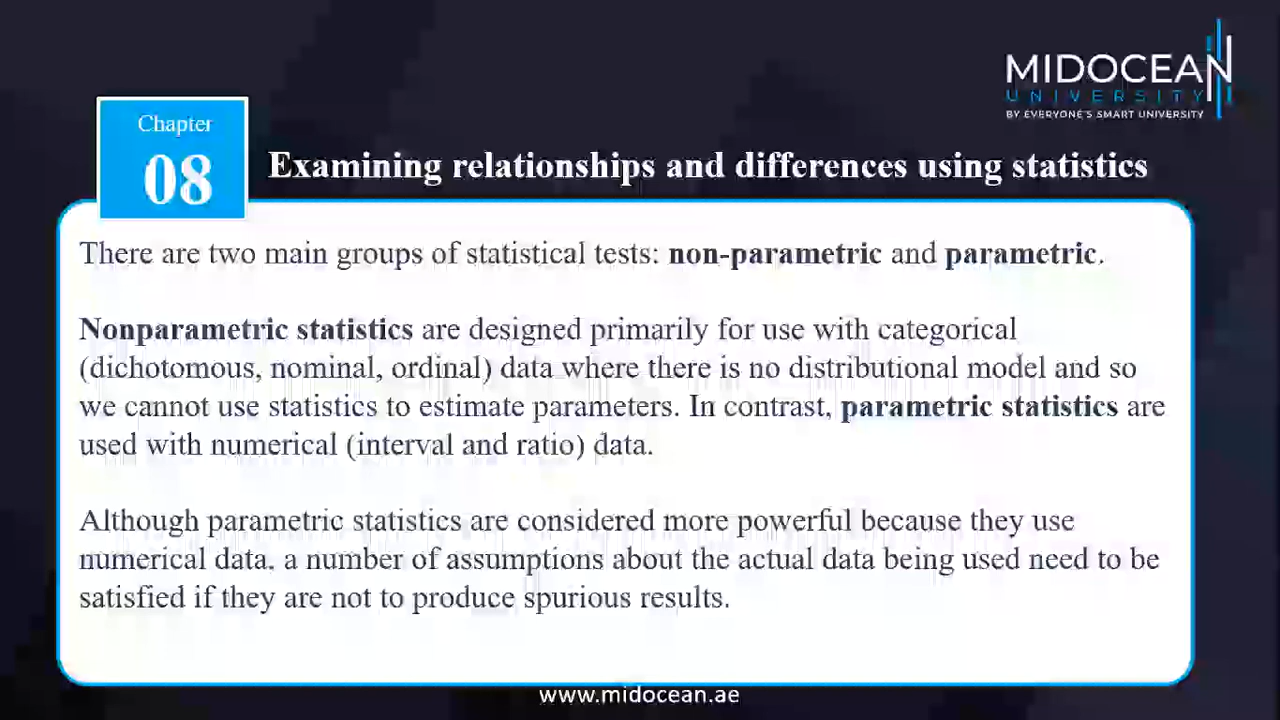 MIDOCEAN
UNIVERSITY
BY EVERYONE'S SMART UNIVERSITY
Chapter
08
Examining relationships and differences using statistics
There are two main groups of statistical tests: non-parametric and parametric.
Nonparametric statistics are designed primarily for use with categorical
(dichotomous, nominal, ordinal) data where there is no distributional model and so
we cannot use statistics to estimate parameters. In contrast, parametric statistics are
used with numerical (interval and ratio) data.
Although parametric statistics are considered more powerful because they use
numerical data, a number of assumptions about the actual data being used need to be
satisfied if they are not to produce spurious results.
www.midocean.ae